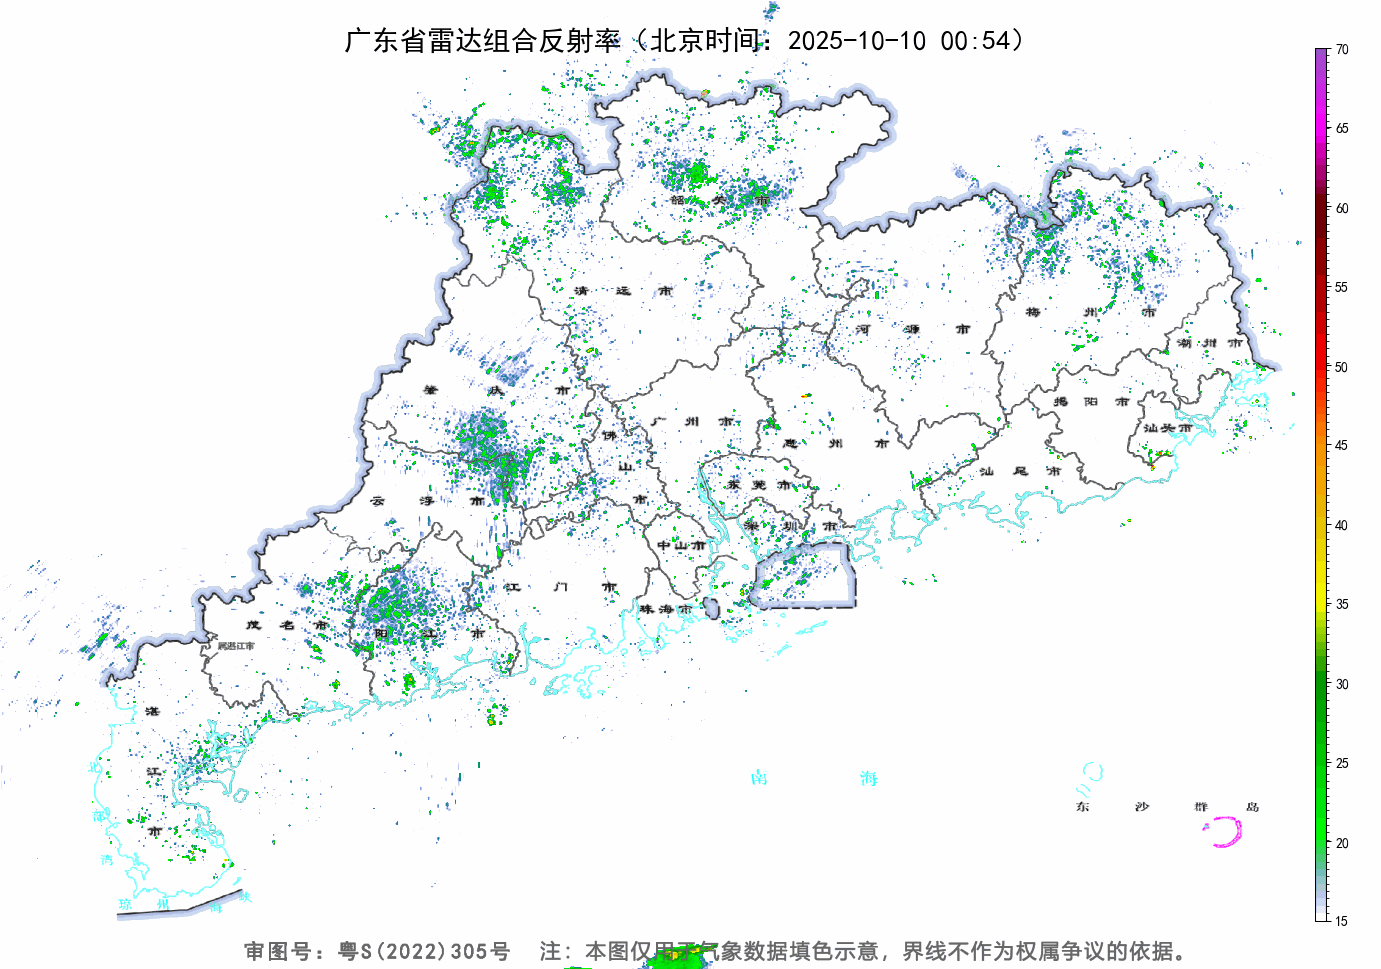 广东省雷达组合反射率（北京时间：2025-10-10 00:54）
70
65
60
55
50
45
40
35
30
25
20
15
韶关市
清远市
河源市
梅州市
潮州市
肇庆市
揭阳市
广州市
汕头市
佛山市
惠州市
云浮市
东莞市
汕尾市
深圳市
中山市
江门市
珠海市
茂名市
阳江市
属湛江市
湛江市
南海
北部湾
东沙群岛
琼州海峡
审图号：粤S(2022)305号 注：本图仅用于气象数据填色示意，界线不作为权属争议的依据。